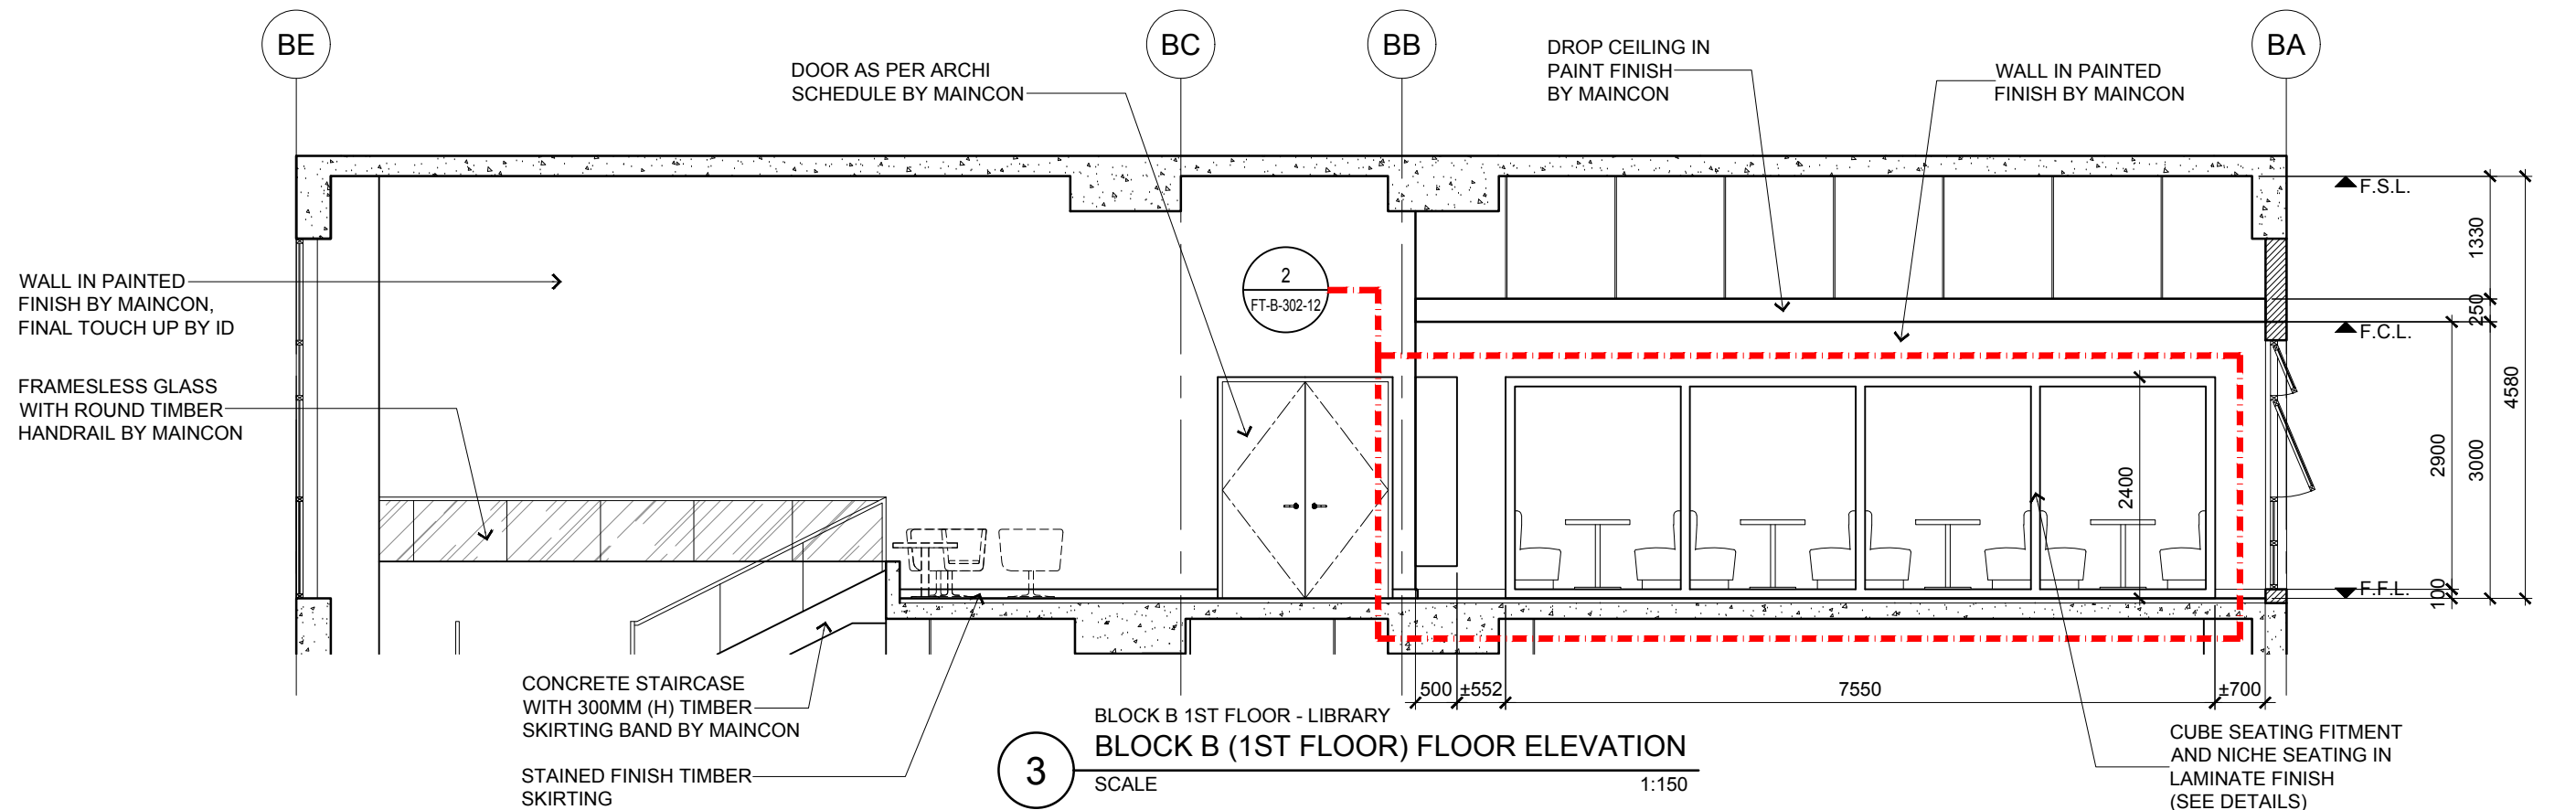 BE
BC
BB
BA
DOOR AS PER ARCHI
SCHEDULE BY MAINCON
DROP CEILING IN
PAINT FINISH
BY MAINCON
WALL IN PAINTED
FINISH BY MAINCON
F.S.L.
1330
250
F.C.L.
4580
2900
3000
2400
100
F.F.L.
2
FT-B-302-12
WALL IN PAINTED
FINISH BY MAINCON,
FINAL TOUCH UP BY ID
FRAMESLESS GLASS
WITH ROUND TIMBER
HANDRAIL BY MAINCON
CONCRETE STAIRCASE
WITH 300MM (H) TIMBER
SKIRTING BAND BY MAINCON
STAINED FINISH TIMBER
SKIRTING
500
±552
7550
±700
BLOCK B 1ST FLOOR - LIBRARY
3
BLOCK B (1ST FLOOR) FLOOR ELEVATION
SCALE 1:150
CUBE SEATING FITMENT
AND NICHE SEATING IN
LAMINATE FINISH
(SEE DETAILS)